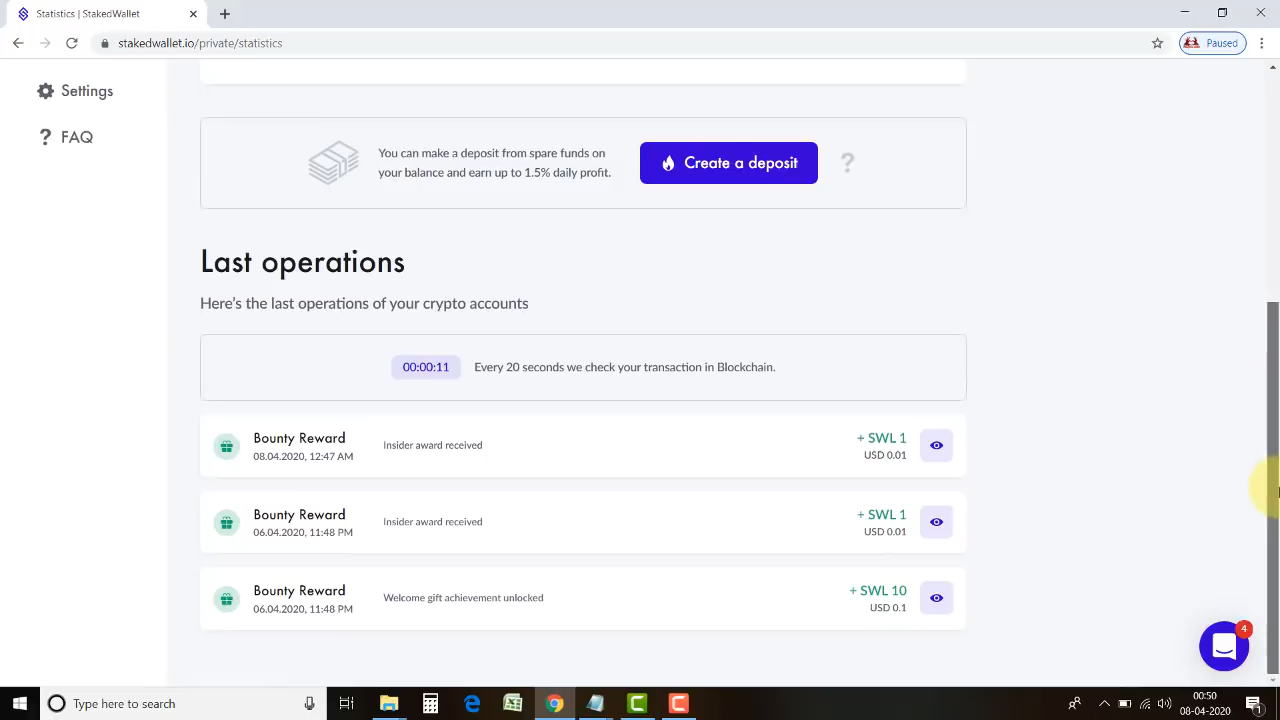 Statistics | StakedWallet
stakedwallet.io/private/statistics
Paused
Settings
FAQ
You can make a deposit from spare funds on
your balance and earn up to 1.5% daily profit.
Create a deposit
?
Last operations
Here's the last operations of your crypto accounts
00:00:11 Every 20 seconds we check your transaction in Blockchain.
Bounty Reward
08.04.2020, 12:47 AM
Insider award received
+ SWL 1
USD 0.01
Bounty Reward
06.04.2020, 11:48 PM
Insider award received
+ SWL 1
USD 0.01
Bounty Reward
06.04.2020, 11:48 PM
Welcome gift achievement unlocked
+ SWL 10
USD 0.1
4
Type here to search
00:50
08-04-2020
1